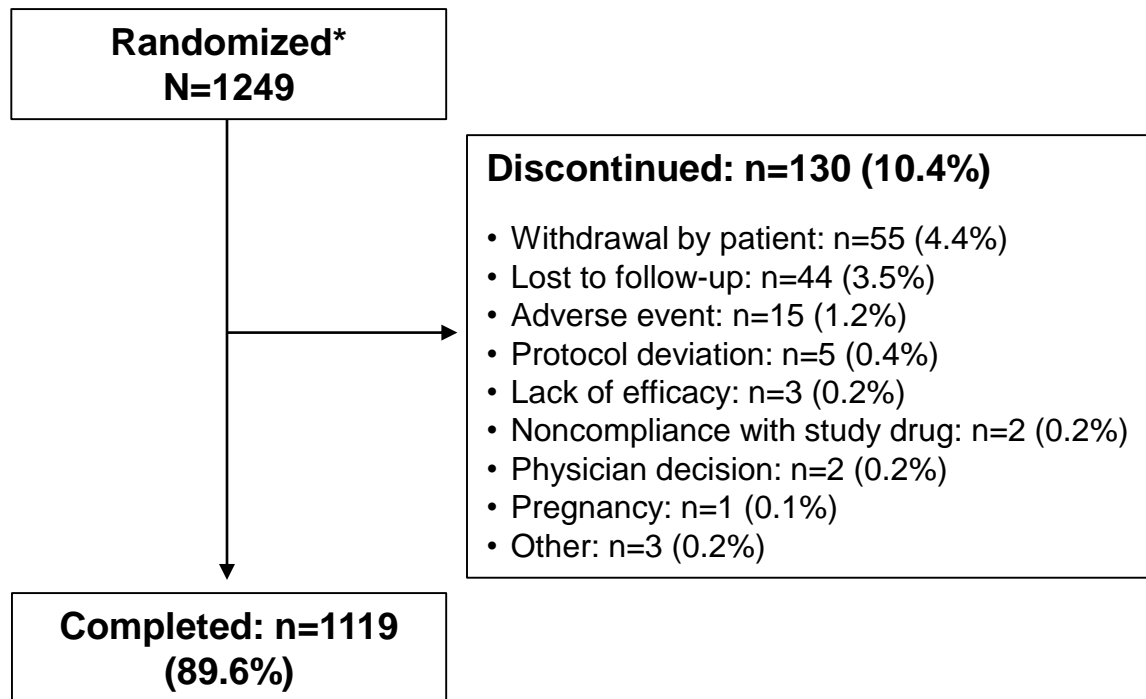 Randomized*
N=1249
Discontinued: n=130 (10.4%)
• Withdrawal by patient: n=55 (4.4%)
• Lost to follow-up: n=44 (3.5%)
• Adverse event: n=15 (1.2%)
• Protocol deviation: n=5 (0.4%)
• Lack of efficacy: n=3 (0.2%)
• Noncompliance with study drug: n=2 (0.2%)
• Physician decision: n=2 (0.2%)
• Pregnancy: n=1 (0.1%)
• Other: n=3 (0.2%)
Completed: n=1119
(89.6%)